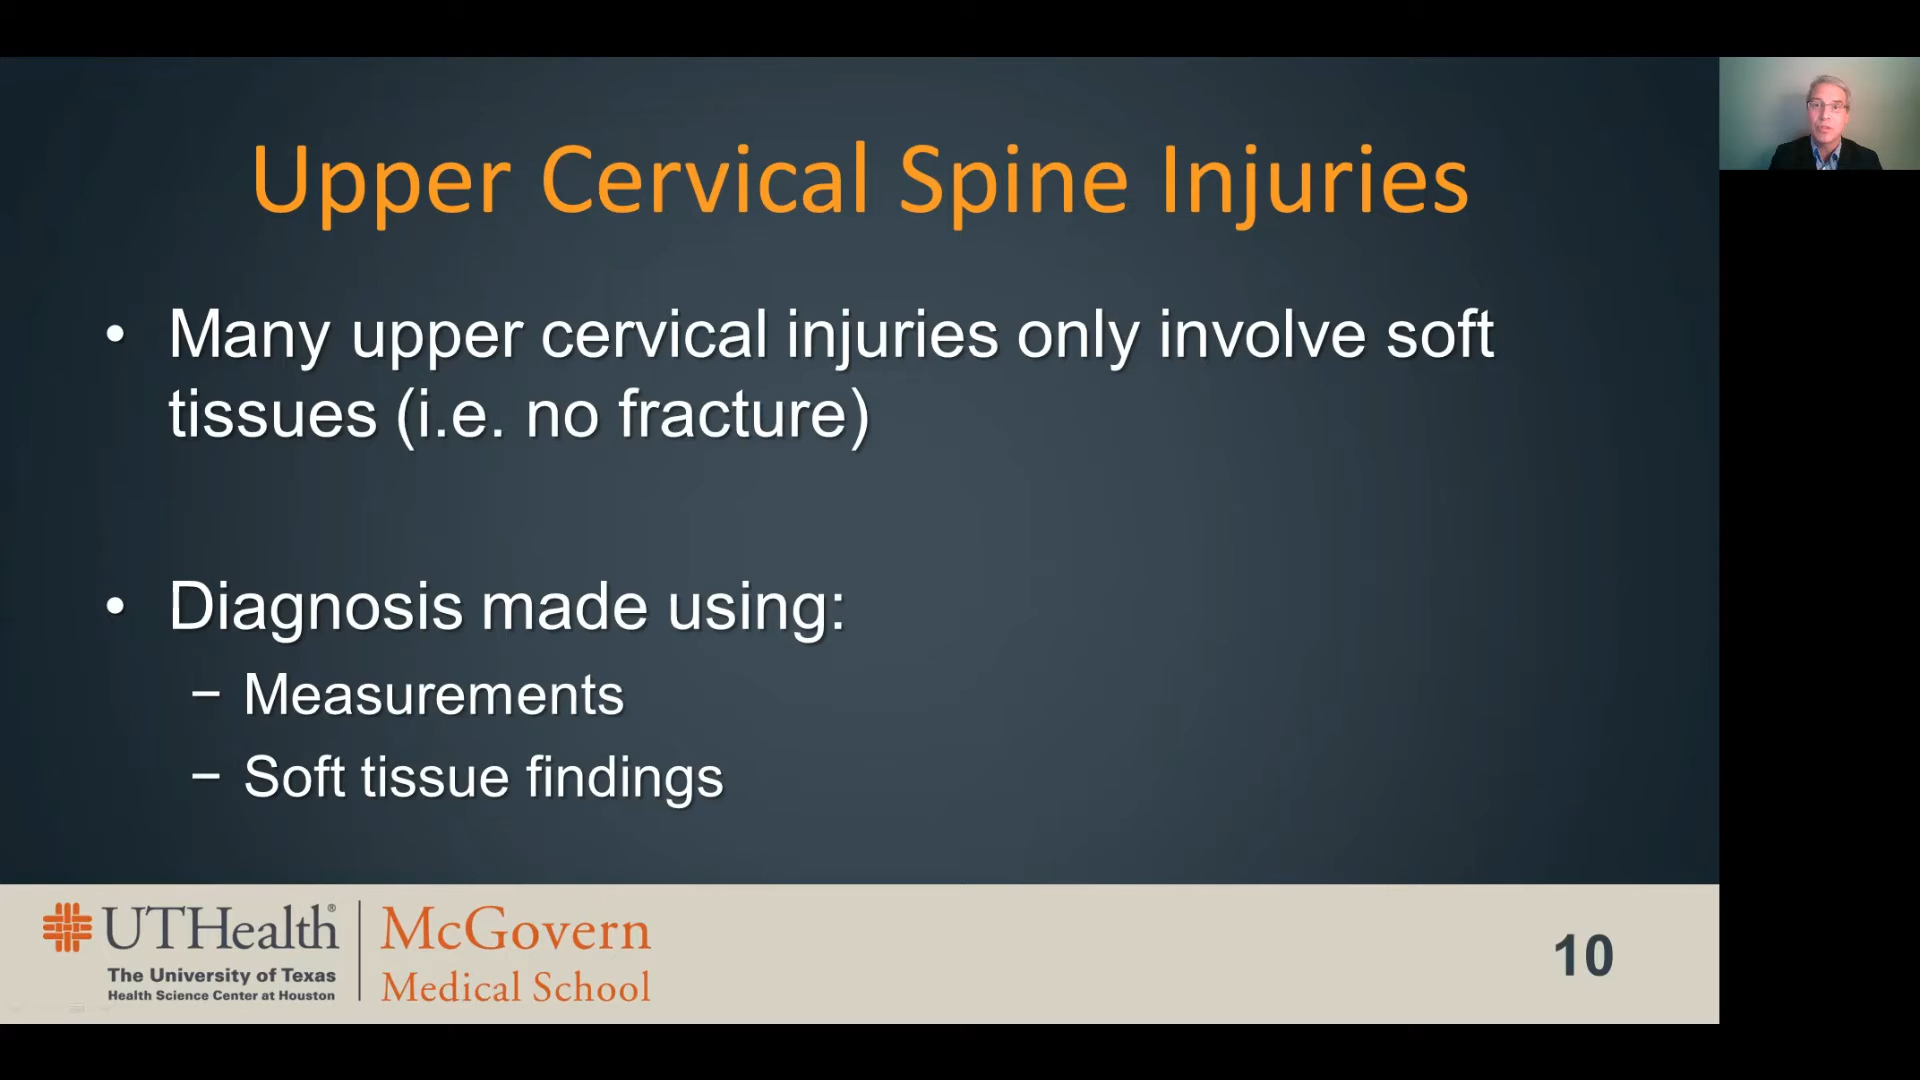 Upper Cervical Spine Injuries
• Many upper cervical injuries only involve soft
tissues (i.e. no fracture)
• Diagnosis made using:
– Measurements
– Soft tissue findings
UTHealth®
The University of Texas
Health Science Center at Houston
McGovern
Medical School
10